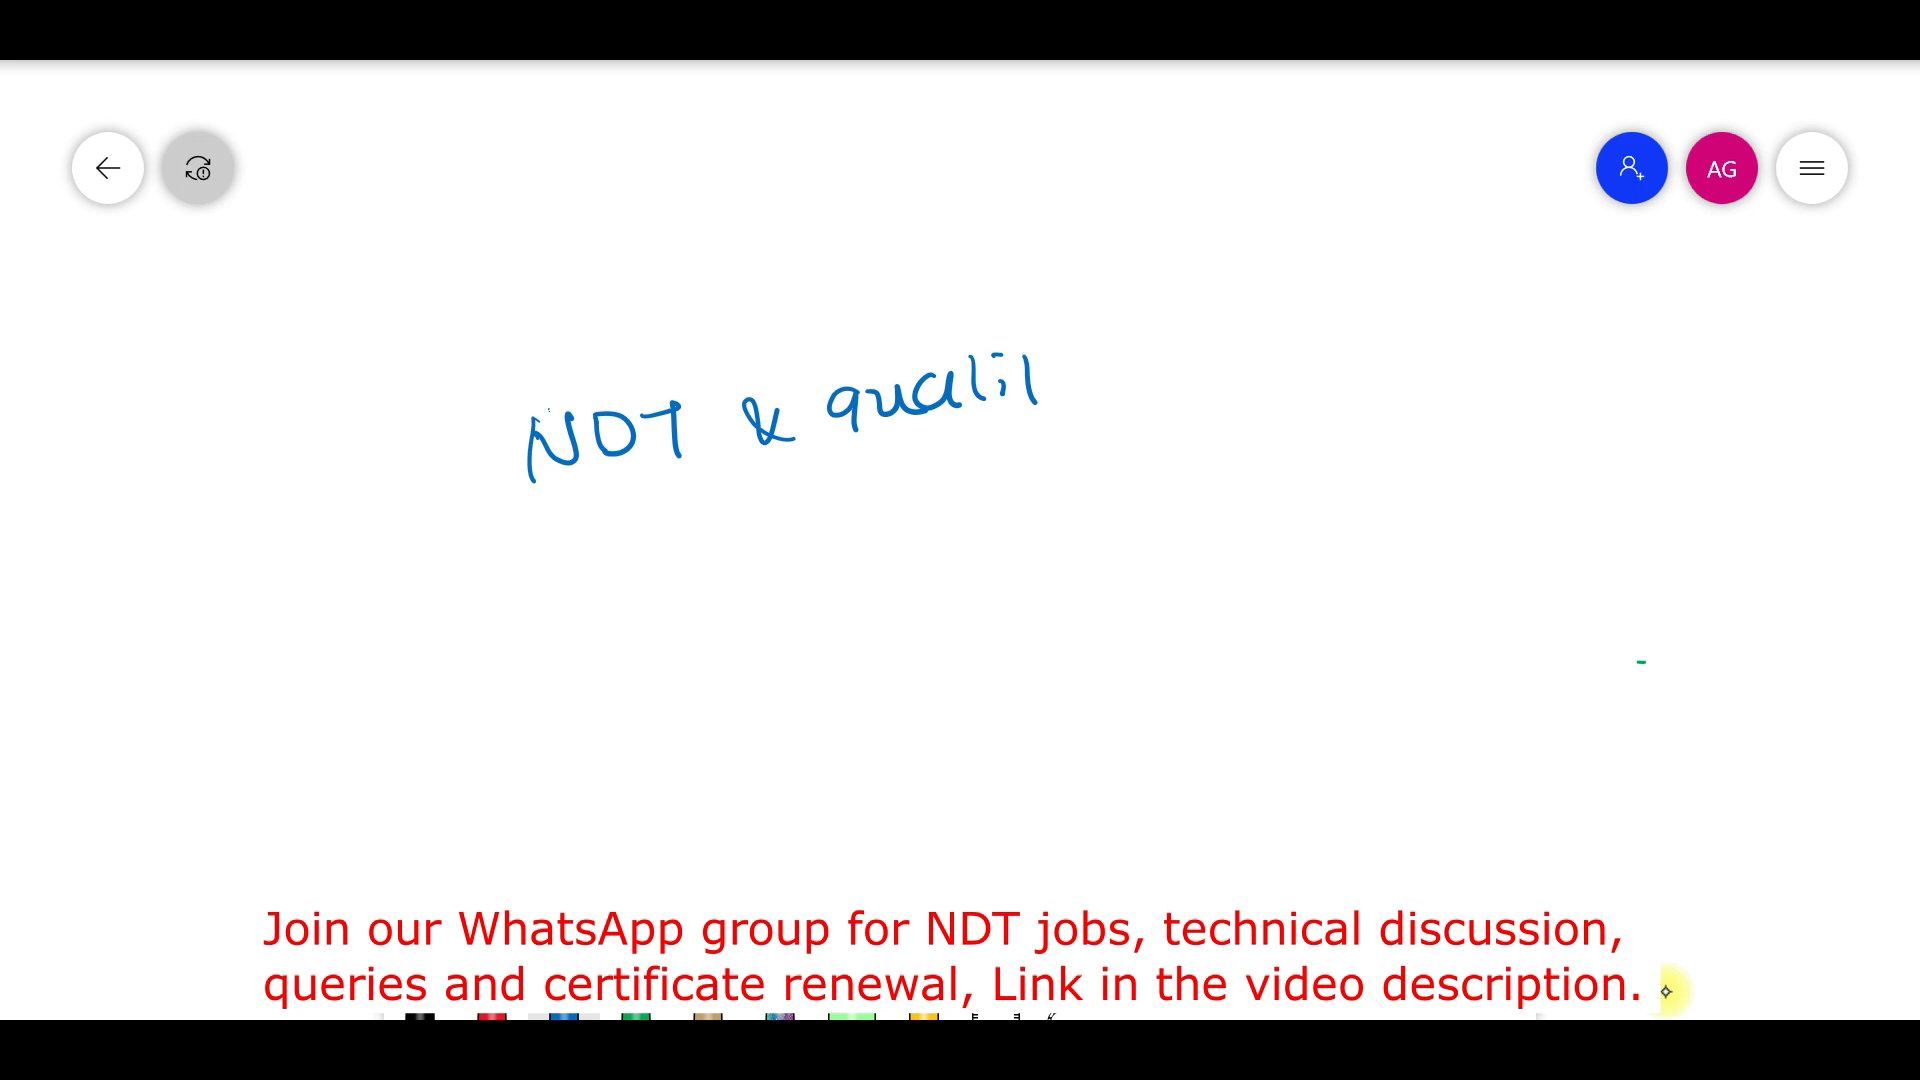 AG
NDT & qualit
Join our WhatsApp group for NDT jobs, technical discussion,
queries and certificate renewal, Link in the video description.